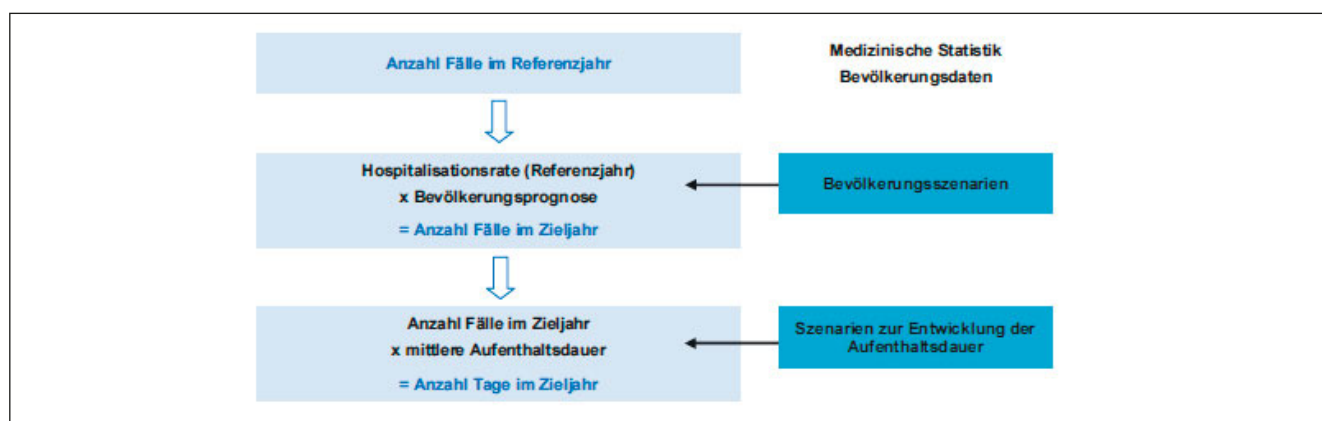 Anzahl Fälle im Referenzjahr
Medizinische Statistik
Bevölkerungsdaten
Hospitalisationsrate (Referenzjahr)
x Bevölkerungsprognose
= Anzahl Fälle im Zieljahr
Bevölkerungsszenarien
Anzahl Fälle im Zieljahr
x mittlere Aufenthaltsdauer
= Anzahl Tage im Zieljahr
Szenarien zur Entwicklung der
Aufenthaltsdauer